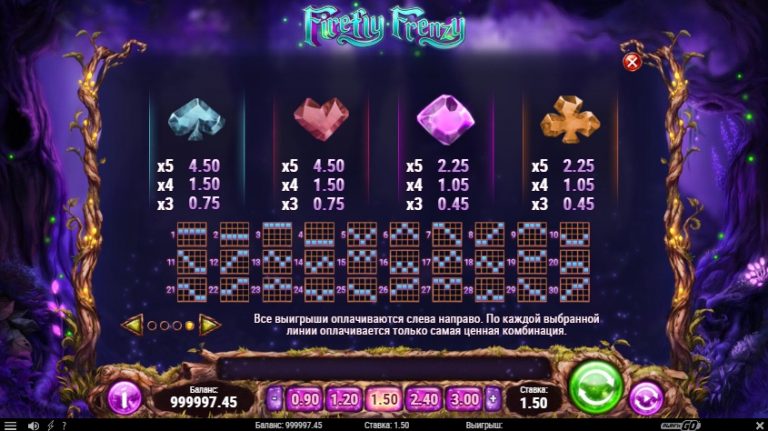 Firefly Frenzy
x5 4.50 x5 4.50 x5 2.25 x5 2.25
x4 1.50 x4 1.50 x4 1.05 x4 1.05
x3 0.75 x3 0.75 x3 0.45 x3 0.45
1 2 3 4 5 6 7 8 9 10
11 12 13 14 15 16 17 18 19 20
21 22 23 24 25 26 27 28 29 30
Все выигрыши оплачиваются слева направо. По каждой выбранной
линии оплачивается только самая ценная комбинация.
Баланс:
999997.45
- 0.90 1.20 1.50 2.40 3.00 +
Ставка:
1.50
? Баланс: 999997.45 Ставка: 1.50 Выигрыш: PLAY'N GO